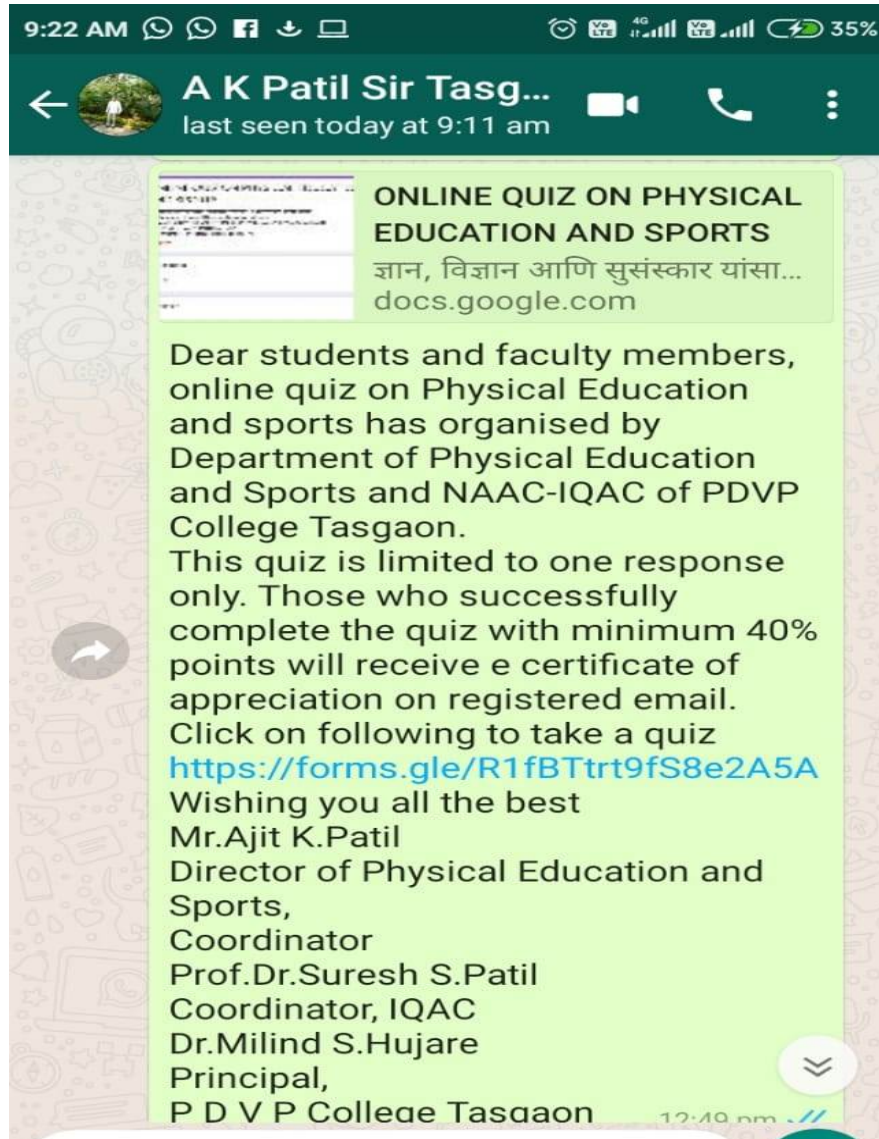 9:22 AM
Vo LTE 4G Vo LTE 35%
A K Patil Sir Tasg...
last seen today at 9:11 am
ONLINE QUIZ ON PHYSICAL
EDUCATION AND SPORTS
ज्ञान, विज्ञान आणि सुसंस्कार यांसा...
docs.google.com
Dear students and faculty members,
online quiz on Physical Education
and sports has organised by
Department of Physical Education
and Sports and NAAC-IQAC of PDVP
College Tasgaon.
This quiz is limited to one response
only. Those who successfully
complete the quiz with minimum 40%
points will receive e certificate of
appreciation on registered email.
Click on following to take a quiz
https://forms.gle/R1fBTtrt9fS8e2A5A
Wishing you all the best
Mr.Ajit K.Patil
Director of Physical Education and
Sports,
Coordinator
Prof.Dr.Suresh S.Patil
Coordinator, IQAC
Dr.Milind S.Hujare
Principal,
P D V P College Tasgaon
12:49 pm